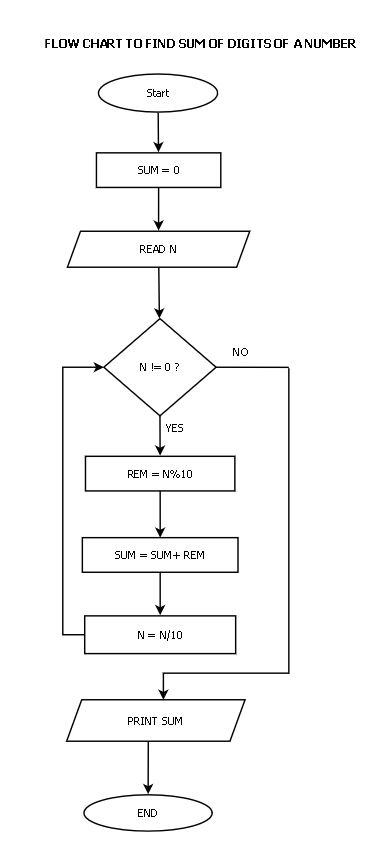 FLOW CHART TO FIND SUM OF DIGITS OF A NUMBER
Start
SUM = 0
READ N
N != 0 ?
NO
YES
REM = N%10
SUM = SUM+ REM
N = N/10
PRINT SUM
END